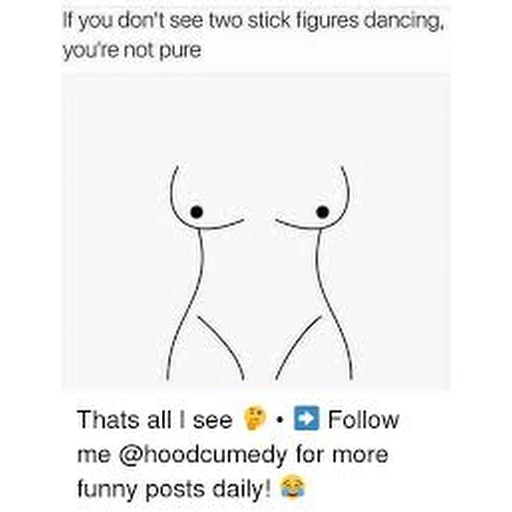 If you don't see two stick figures dancing,
you're not pure
Thats all I see 🤔 • ➡️ Follow
me @hoodcumedy for more
funny posts daily! 😂